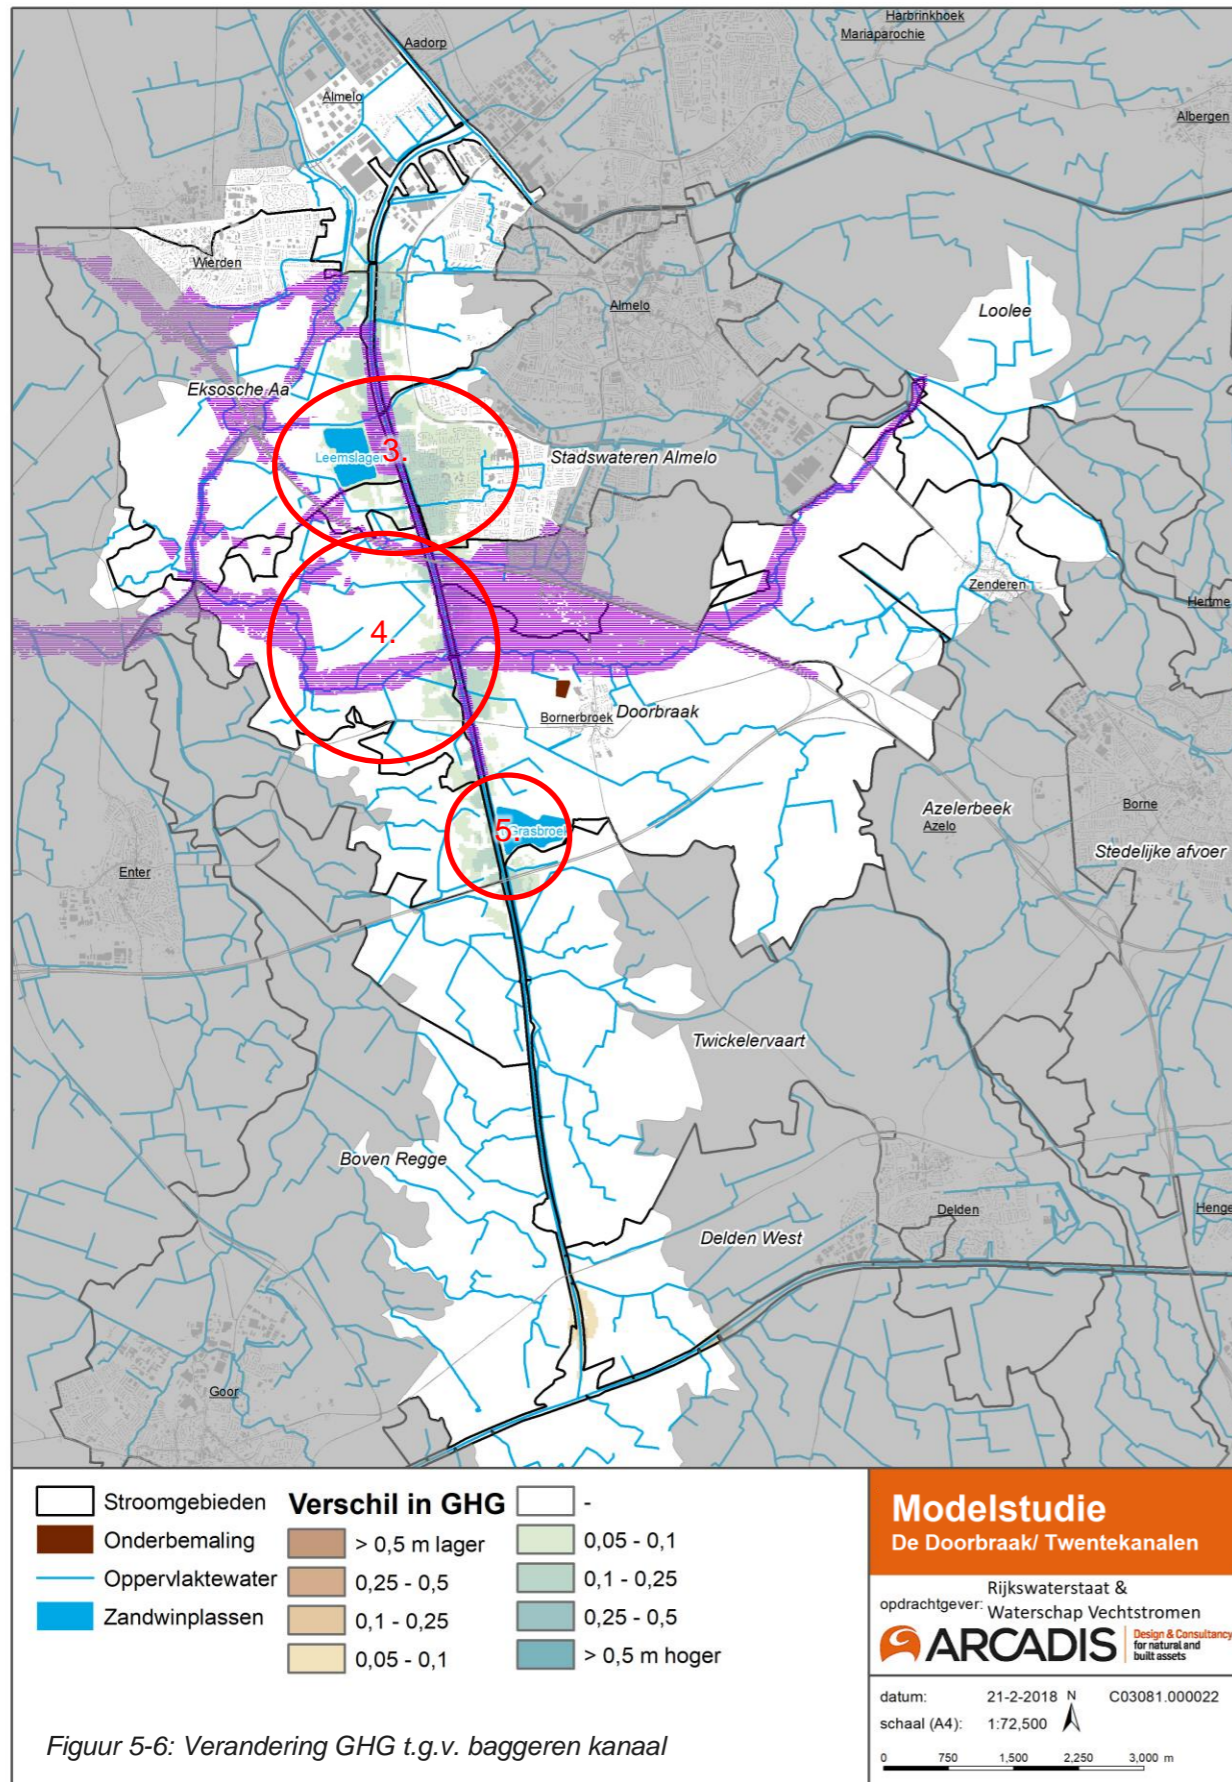 Harbrinkhoek
Mariaparochie
Aadorp
Almelo
Albergen
Wierden
Almelo
Loolee
Eksosche Aa
3.
Leemslagen
Stadswateren Almelo
Zenderen
Hertme
4.
Bornerbroek
Doorbraak
Azelerbeek
Azelo
Borne
5.
Grasbroek
Stedelijke afvoer
Enter
Twickelervaart
Boven Regge
Delden
Henge
Delden West
Goor
Stroomgebieden
Onderbemaling
Oppervlaktewater
Zandwinplassen
Verschil in GHG
> 0,5 m lager
0,25 - 0,5
0,1 - 0,25
0,05 - 0,1
-
0,05 - 0,1
0,1 - 0,25
0,25 - 0,5
> 0,5 m hoger
Modelstudie
De Doorbraak/ Twentekanalen
opdrachtgever: Rijkswaterstaat &
Waterschap Vechtstromen
ARCADIS Design & Consultancy
for natural and
built assets
datum: 21-2-2018 N C03081.000022
schaal (A4): 1:72,500
0 750 1,500 2,250 3,000 m
Figuur 5-6: Verandering GHG t.g.v. baggeren kanaal